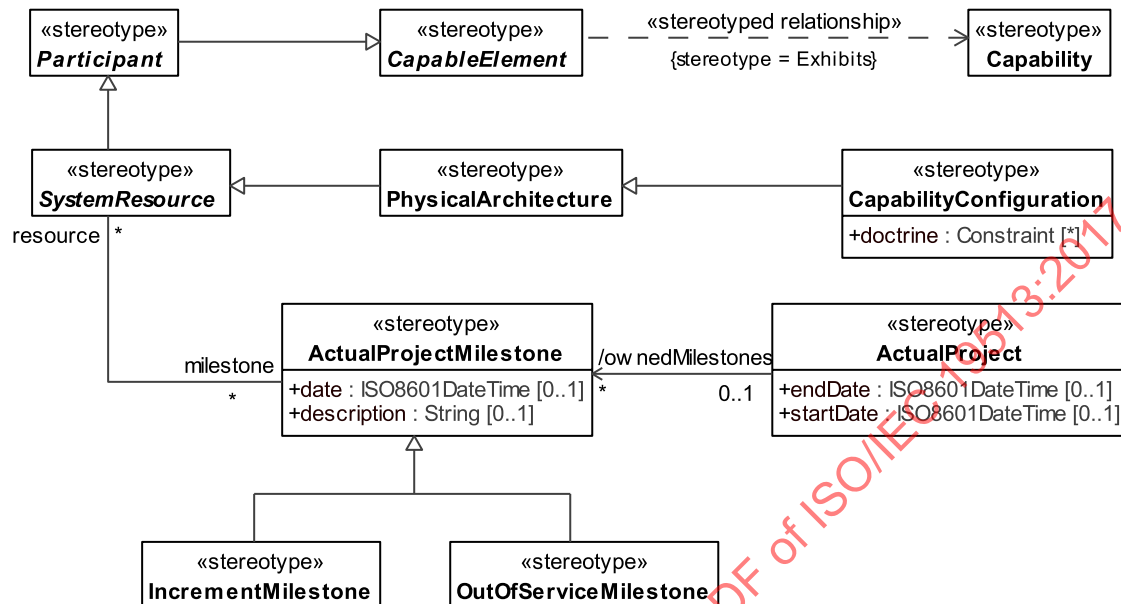 «stereotype»
Participant
«stereotype»
CapableElement
«stereotyped relationship»
{stereotype = Exhibits}
«stereotype»
Capability
«stereotype»
SystemResource
«stereotype»
PhysicalArchitecture
«stereotype»
CapabilityConfiguration
+doctrine : Constraint [*]
resource
*
«stereotype»
ActualProjectMilestone
+date : ISO8601DateTime [0..1]
+description : String [0..1]
milestone
*
/ownedMilestones
*
0..1
«stereotype»
ActualProject
+endDate : ISO8601DateTime [0..1]
+startDate : ISO8601DateTime [0..1]
«stereotype»
IncrementMilestone
«stereotype»
OutOfServiceMilestone
DF of ISO/IEC 19513:2017